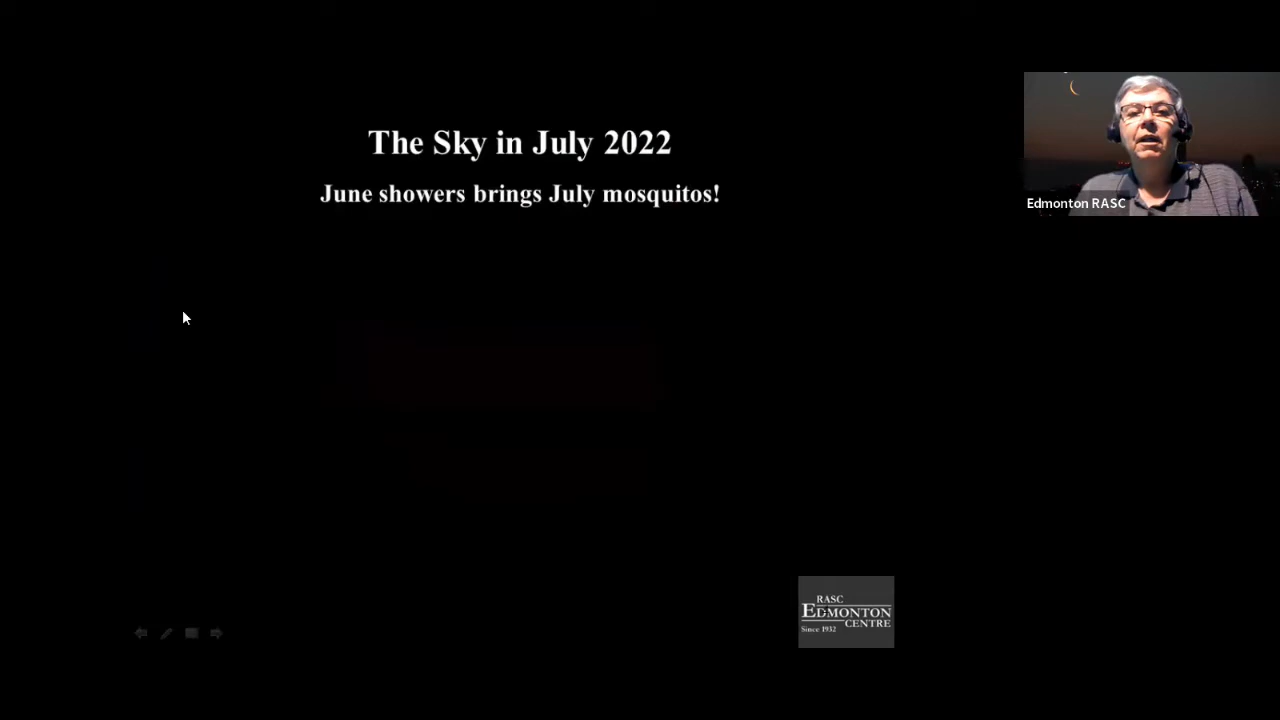 The Sky in July 2022
June showers brings July mosquitos!
Edmonton RASC
RASC
EDMONTON
CENTRE
Since 1932